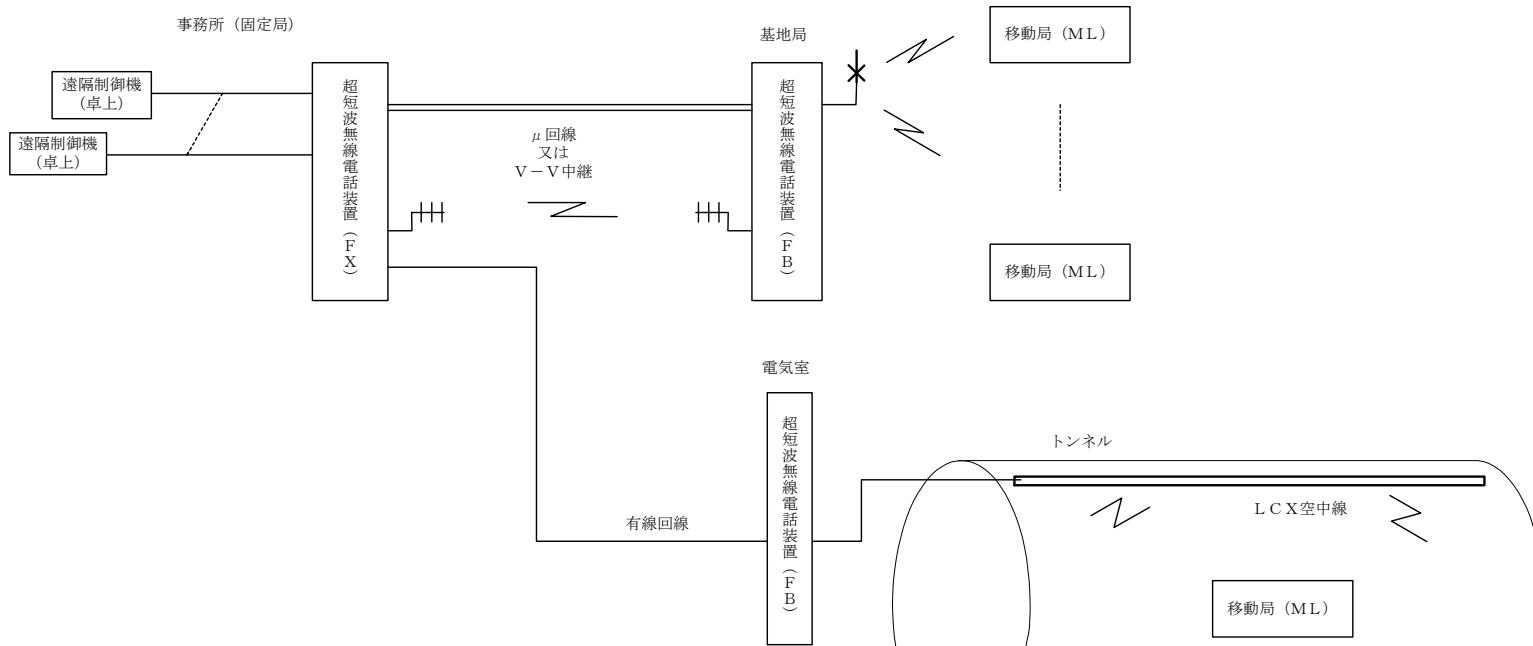 事務所（固定局）
基地局
移動局（ＭＬ）
遠隔制御機
（卓上）
遠隔制御機
（卓上）
超短波無線電話装置（ＦＸ）
μ回線
又は
Ｖ－Ｖ中継
超短波無線電話装置（ＦＢ）
移動局（ＭＬ）
電気室
超短波無線電話装置（ＦＢ）
有線回線
トンネル
ＬＣＸ空中線
移動局（ＭＬ）